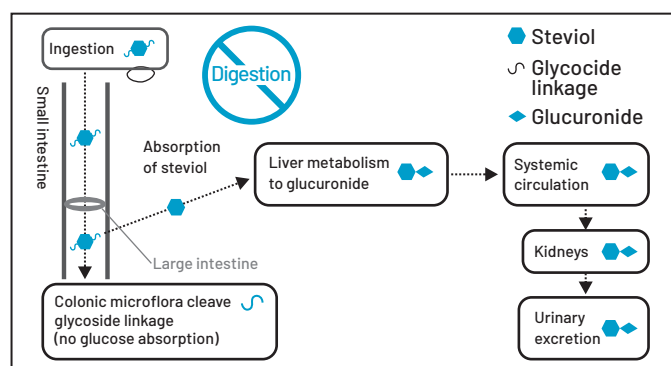 Ingestion
Digestion
Steviol
Glycocide
linkage
Glucuronide
Small intestine
Absorption
of steviol
Liver metabolism
to glucuronide
Systemic
circulation
Large intestine
Kidneys
Colonic microflora cleave
glycoside linkage
(no glucose absorption)
Urinary
excretion